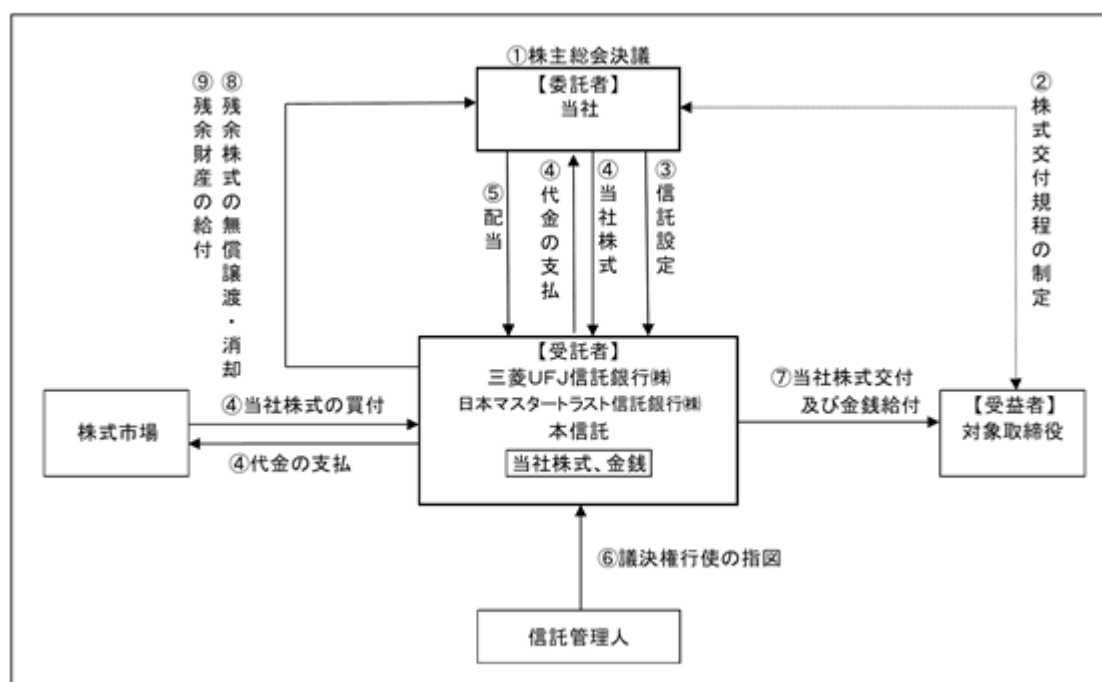 ①株主総会決議
【委託者】
当社
⑨残余財産の給付
⑧残余株式の無償譲渡・消却
②株式交付規程の制定
⑤配当
④代金の支払
④当社株式
③信託設定
【受託者】
三菱UFJ信託銀行㈱
日本マスタートラスト信託銀行㈱
本信託
当社株式、金銭
株式市場
④当社株式の買付
④代金の支払
⑦当社株式交付
及び金銭給付
【受益者】
対象取締役
⑥議決権行使の指図
信託管理人